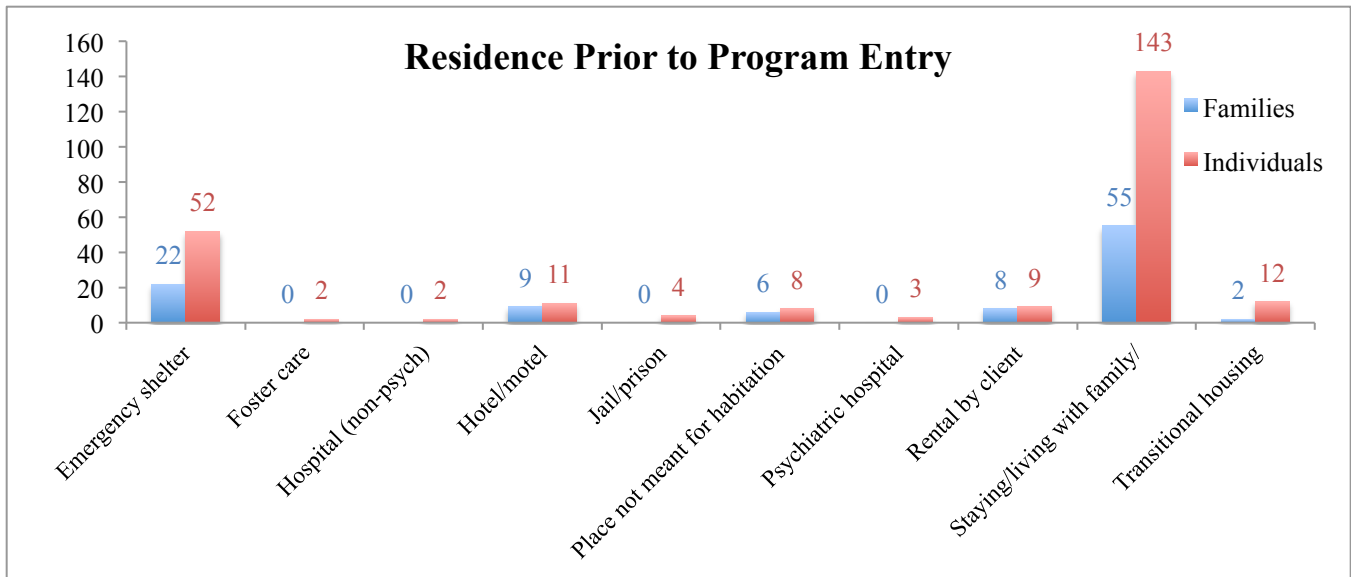 Residence Prior to Program Entry
160
140
120
100
80
60
40
20
0
Families
Individuals
22
52
0
2
0
2
9
11
0
4
6
8
0
3
8
9
55
143
2
12
Emergency shelter
Foster care
Hospital (non-psych)
Hotel/motel
Jail/prison
Place not meant for habitation
Psychiatric hospital
Rental by client
Staying/living with family/
Transitional housing